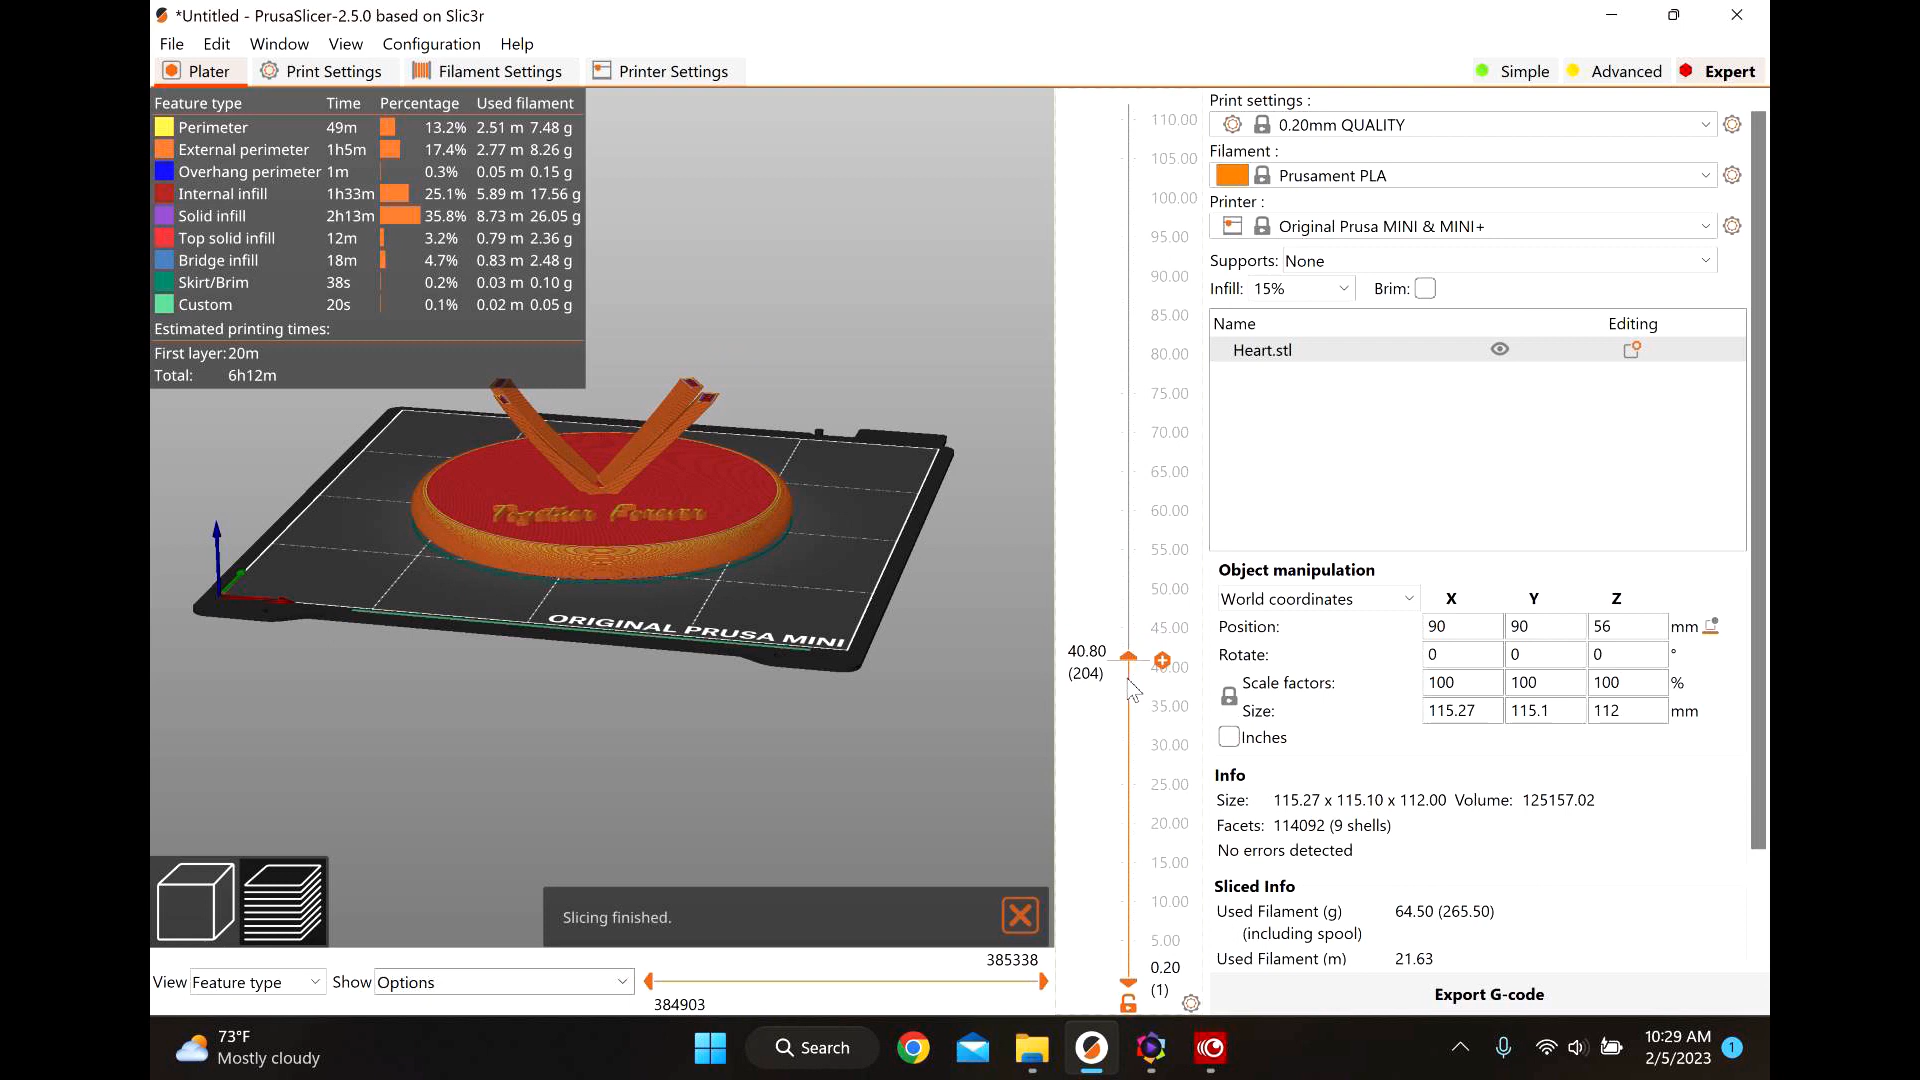 *Untitled - PrusaSlicer-2.5.0 based on Slic3r
File Edit Window View Configuration Help
Plater Print Settings Filament Settings Printer Settings Simple Advanced Expert
Feature type Time Percentage Used filament
Perimeter 49m 13.2% 2.51 m 7.48 g
External perimeter 1h5m 17.4% 2.77 m 8.26 g
Overhang perimeter 1m 0.3% 0.05 m 0.15 g
Internal infill 1h33m 25.1% 5.89 m 17.56 g
Solid infill 2h13m 35.8% 8.73 m 26.05 g
Top solid infill 12m 3.2% 0.79 m 2.36 g
Bridge infill 18m 4.7% 0.83 m 2.48 g
Skirt/Brim 38s 0.2% 0.03 m 0.10 g
Custom 20s 0.1% 0.02 m 0.05 g
Estimated printing times:
First layer: 20m
Total: 6h12m
Together Forever
ORIGINAL PRUSA MINI
Slicing finished.
110.00
105.00
100.00
95.00
90.00
85.00
80.00
75.00
70.00
65.00
60.00
55.00
50.00
45.00
40.80
(204)
40.00
35.00
30.00
25.00
20.00
15.00
10.00
5.00
0.20
(1)
Print settings :
0.20mm QUALITY
Filament :
Prusament PLA
Printer :
Original Prusa MINI & MINI+
Supports: None
Infill: 15% Brim:
Name Editing
Heart.stl
Object manipulation
World coordinates X Y Z
Position: 90 90 56 mm
Rotate: 0 0 0 °
Scale factors: 100 100 100 %
Size: 115.27 115.1 112 mm
Inches
Info
Size: 115.27 x 115.10 x 112.00 Volume: 125157.02
Facets: 114092 (9 shells)
No errors detected
Sliced Info
Used Filament (g) 64.50 (265.50)
(including spool)
Used Filament (m) 21.63
Export G-code
385338
View Feature type Show Options
384903
73°F
Mostly cloudy
Search
10:29 AM
2/5/2023
1